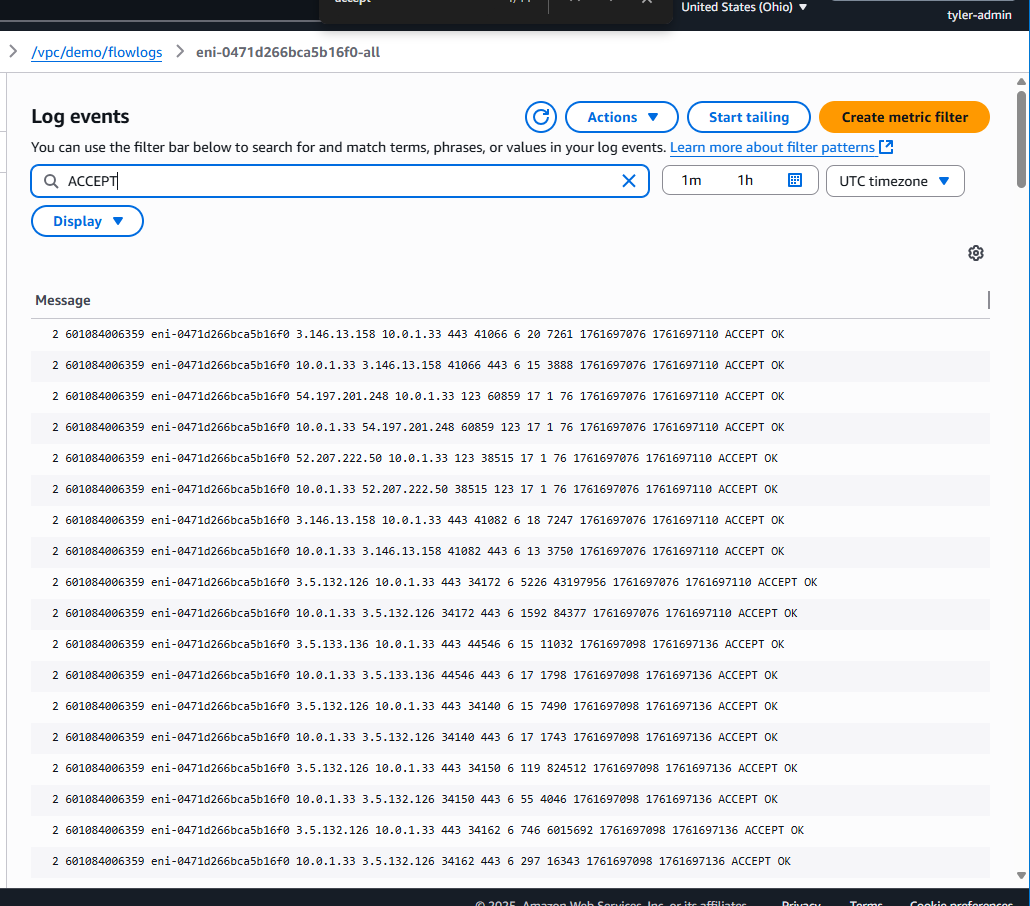 accept
United States (Ohio)
tyler-admin
/vpc/demo/flowlogs > eni-0471d266bca5b16f0-all
Log events
Actions
Start tailing
Create metric filter
You can use the filter bar below to search for and match terms, phrases, or values in your log events. Learn more about filter patterns
ACCEPT
1m 1h
UTC timezone
Display
Message
2 601084006359 eni-0471d266bca5b16f0 3.146.13.158 10.0.1.33 443 41066 6 20 7261 1761697076 1761697110 ACCEPT OK
2 601084006359 eni-0471d266bca5b16f0 10.0.1.33 3.146.13.158 41066 443 6 15 3888 1761697076 1761697110 ACCEPT OK
2 601084006359 eni-0471d266bca5b16f0 54.197.201.248 10.0.1.33 123 60859 17 1 76 1761697076 1761697110 ACCEPT OK
2 601084006359 eni-0471d266bca5b16f0 10.0.1.33 54.197.201.248 60859 123 17 1 76 1761697076 1761697110 ACCEPT OK
2 601084006359 eni-0471d266bca5b16f0 52.207.222.50 10.0.1.33 123 38515 17 1 76 1761697076 1761697110 ACCEPT OK
2 601084006359 eni-0471d266bca5b16f0 10.0.1.33 52.207.222.50 38515 123 17 1 76 1761697076 1761697110 ACCEPT OK
2 601084006359 eni-0471d266bca5b16f0 3.146.13.158 10.0.1.33 443 41082 6 18 7247 1761697076 1761697110 ACCEPT OK
2 601084006359 eni-0471d266bca5b16f0 10.0.1.33 3.146.13.158 41082 443 6 13 3750 1761697076 1761697110 ACCEPT OK
2 601084006359 eni-0471d266bca5b16f0 3.5.132.126 10.0.1.33 443 34172 6 5226 43197956 1761697076 1761697110 ACCEPT OK
2 601084006359 eni-0471d266bca5b16f0 10.0.1.33 3.5.132.126 34172 443 6 1592 84377 1761697076 1761697110 ACCEPT OK
2 601084006359 eni-0471d266bca5b16f0 3.5.133.136 10.0.1.33 443 44546 6 15 11032 1761697098 1761697136 ACCEPT OK
2 601084006359 eni-0471d266bca5b16f0 10.0.1.33 3.5.133.136 44546 443 6 17 1798 1761697098 1761697136 ACCEPT OK
2 601084006359 eni-0471d266bca5b16f0 3.5.132.126 10.0.1.33 443 34140 6 15 7490 1761697098 1761697136 ACCEPT OK
2 601084006359 eni-0471d266bca5b16f0 10.0.1.33 3.5.132.126 34140 443 6 17 1743 1761697098 1761697136 ACCEPT OK
2 601084006359 eni-0471d266bca5b16f0 3.5.132.126 10.0.1.33 443 34150 6 119 824512 1761697098 1761697136 ACCEPT OK
2 601084006359 eni-0471d266bca5b16f0 10.0.1.33 3.5.132.126 34150 443 6 55 4046 1761697098 1761697136 ACCEPT OK
2 601084006359 eni-0471d266bca5b16f0 3.5.132.126 10.0.1.33 443 34162 6 746 6015692 1761697098 1761697136 ACCEPT OK
2 601084006359 eni-0471d266bca5b16f0 10.0.1.33 3.5.132.126 34162 443 6 297 16343 1761697098 1761697136 ACCEPT OK
© 2025, Amazon Web Services, Inc. or its affiliates. Privacy Terms Cookie preferences